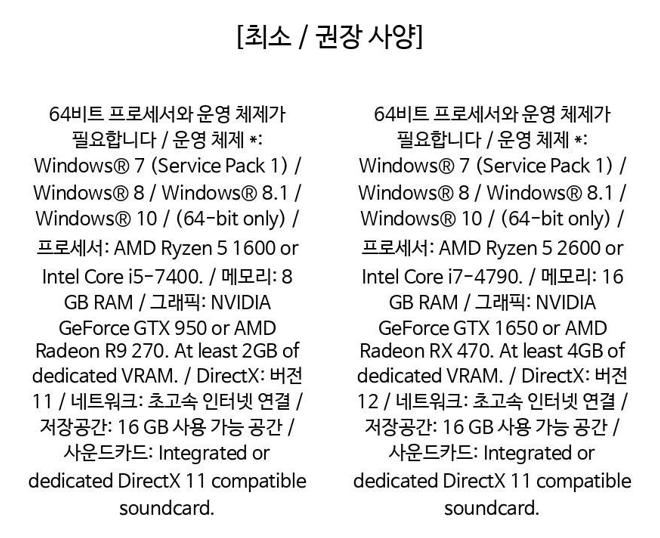 [최소 / 권장 사양]
64비트 프로세서와 운영 체제가
필요합니다 / 운영 체제 *:
Windows® 7 (Service Pack 1) /
Windows® 8 / Windows® 8.1 /
Windows® 10 / (64-bit only) /
프로세서: AMD Ryzen 5 1600 or
Intel Core i5-7400. / 메모리: 8
GB RAM / 그래픽: NVIDIA
GeForce GTX 950 or AMD
Radeon R9 270. At least 2GB of
dedicated VRAM. / DirectX: 버전
11 / 네트워크: 초고속 인터넷 연결 /
저장공간: 16 GB 사용 가능 공간 /
사운드카드: Integrated or
dedicated DirectX 11 compatible
soundcard.
64비트 프로세서와 운영 체제가
필요합니다 / 운영 체제 *:
Windows® 7 (Service Pack 1) /
Windows® 8 / Windows® 8.1 /
Windows® 10 / (64-bit only) /
프로세서: AMD Ryzen 5 2600 or
Intel Core i7-4790. / 메모리: 16
GB RAM / 그래픽: NVIDIA
GeForce GTX 1650 or AMD
Radeon RX 470. At least 4GB of
dedicated VRAM. / DirectX: 버전
12 / 네트워크: 초고속 인터넷 연결 /
저장공간: 16 GB 사용 가능 공간 /
사운드카드: Integrated or
dedicated DirectX 11 compatible
soundcard.